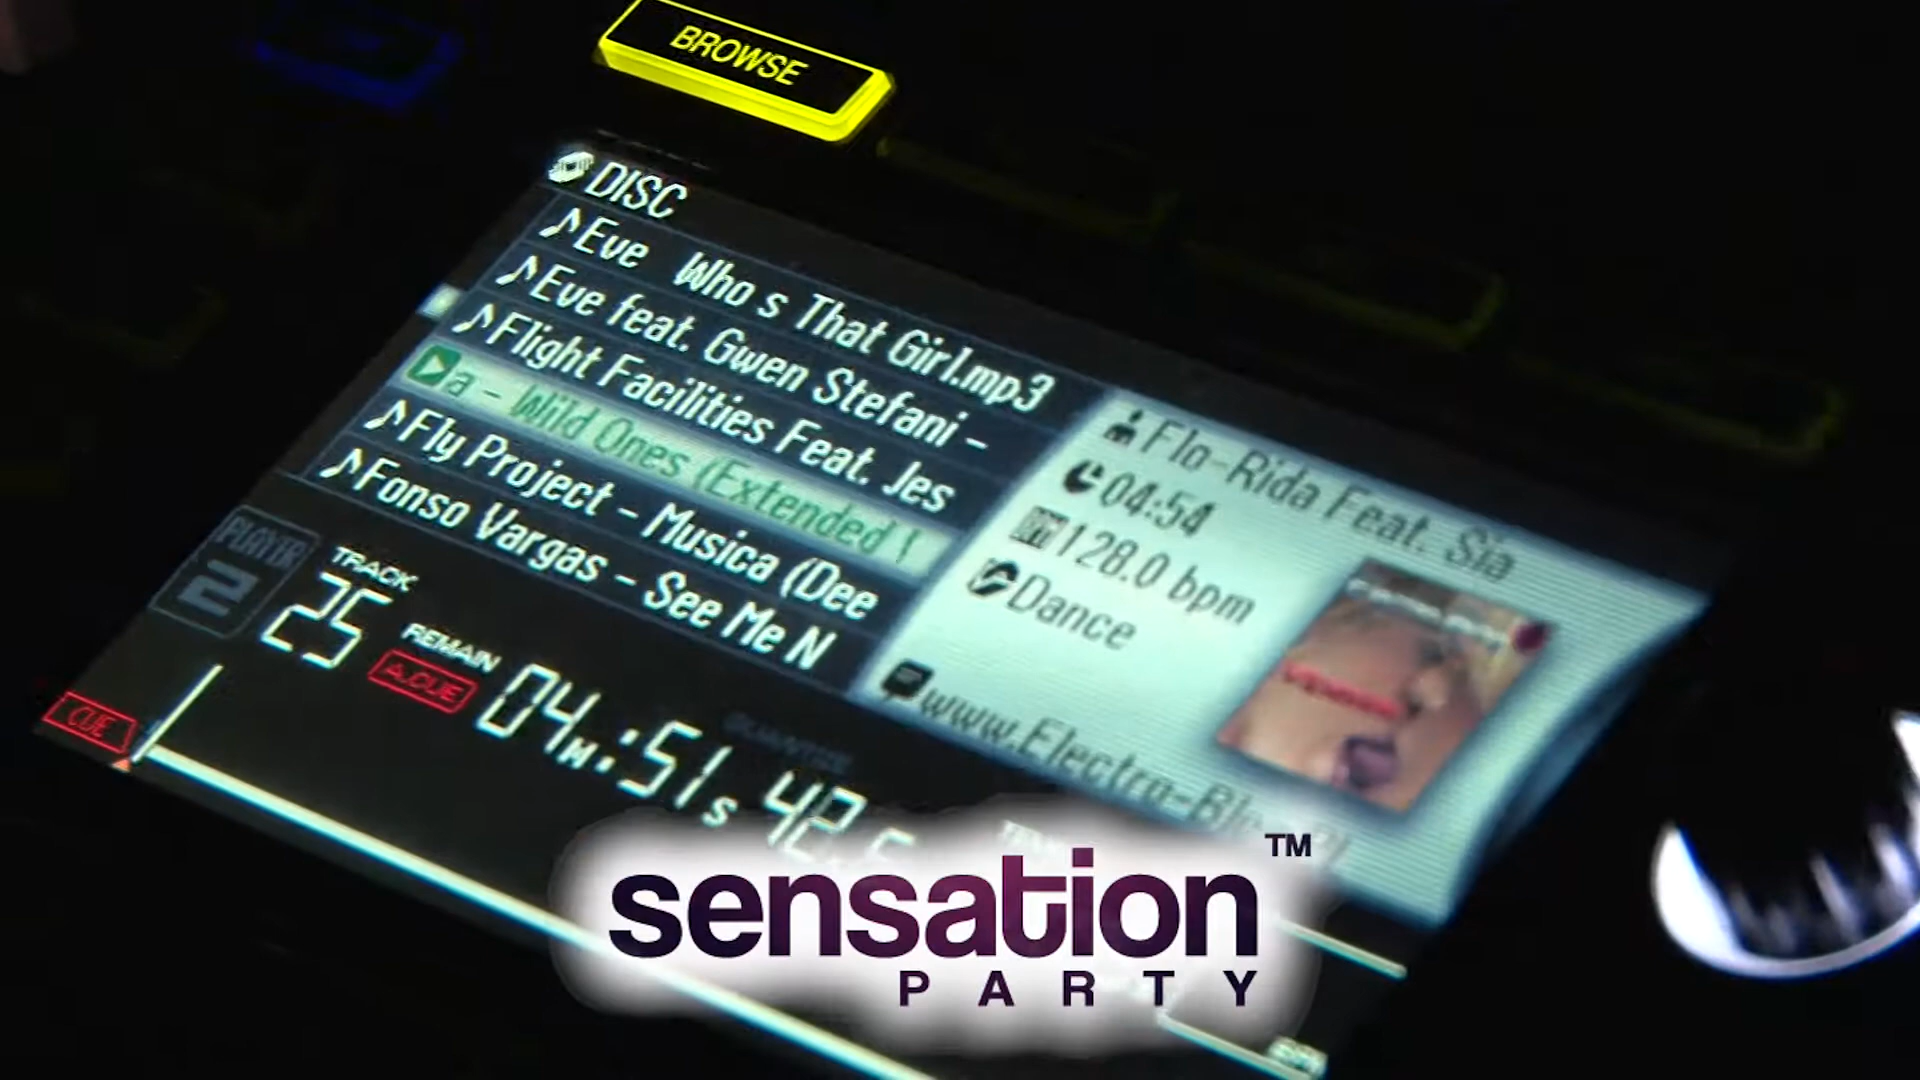 BROWSE
DISC
Eve Who s That Girl.mp3
Eve feat. Gwen Stefani -
Flight Facilities Feat. Jes
a - Wild Ones (Extended
Fly Project - Musica (Dee
Fonso Vargas - See Me N
Flo-Rida Feat. Sia
04:54
128.0 bpm
Dance
www.Electro-Bl
PLAYER
2
TRACK
25
REMAIN
A.CUE
04M:51S
CUE
QUANTIZE
sensation™
PARTY